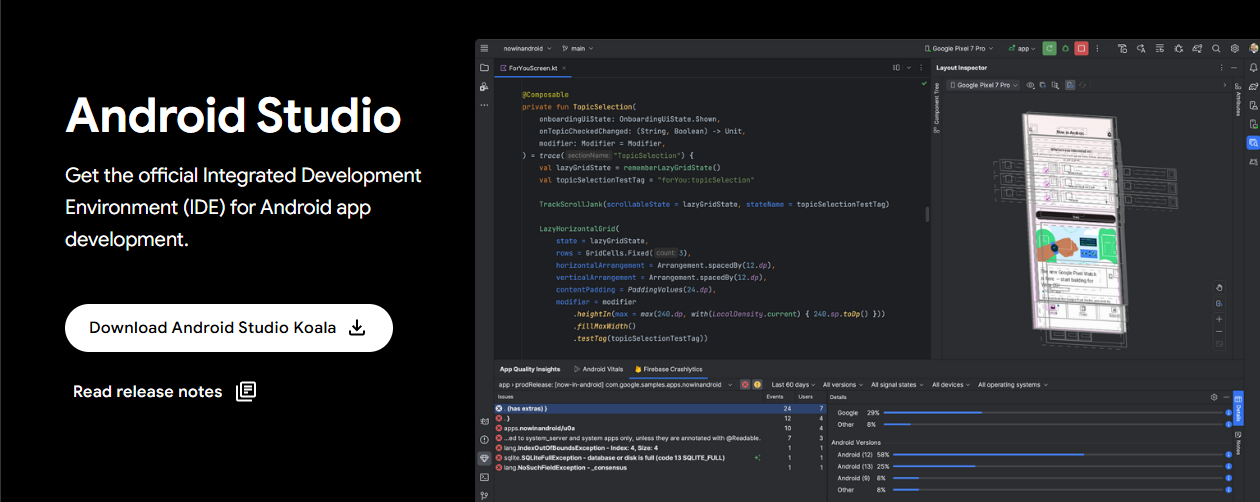 Android Studio
Get the official Integrated Development
Environment (IDE) for Android app
development.
Download Android Studio Koala
Read release notes
nowinandroid
main
Google Pixel 7 Pro
app
ForYouScreen.kt
@Composable
private fun TopicSelection(
onboardingUiState: OnboardingUiState.Shown,
onTopicCheckedChanged: (String, Boolean) -> Unit,
modifier: Modifier = Modifier,
) = trace( sectionName: "TopicSelection") {
val lazyGridState = rememberLazyGridState()
val topicSelectionTestTag = "forYou:topicSelection"
TrackScrollJank(scrollableState = lazyGridState, stateName = topicSelectionTestTag)
LazyHorizontalGrid(
state = lazyGridState,
rows = GridCells.Fixed( count: 3),
horizontalArrangement = Arrangement.spacedBy(12.dp),
verticalArrangement = Arrangement.spacedBy(12.dp),
contentPadding = PaddingValues(24.dp),
modifier = modifier
.heightIn(max = max(240.dp, with(LocalDensity.current) { 240.sp.toDp() }))
.fillMaxWidth()
.testTag(topicSelectionTestTag))
Layout Inspector
Google Pixel 7 Pro
Component Tree
Attributes
Now in Android
App Quality Insights
Android Vitals
Firebase Crashlytics
app › prodRelease: [now-in-android] com.google.samples.apps.nowinandroid
Last 60 days
All versions
All signal states
All devices
All operating systems
Issues Events Users
. (has extras) } 24 7
. } 12 4
apps.nowinandroid/u0a 10 4
...ed to system_server and system apps only, unless they are annotated with @Readable. 7 3
lang.IndexOutOfBoundsException - Index: 4, Size: 4 1 1
sqlite.SQLiteFullException - database or disk is full (code 13 SQLITE_FULL) 1 1
lang.NoSuchFieldException - _consensus 1 1
Details
Google 29%
Other 8%
Android Versions
Android (12) 58%
Android (13) 25%
Android (9) 8%
Other 8%
Details
Notes